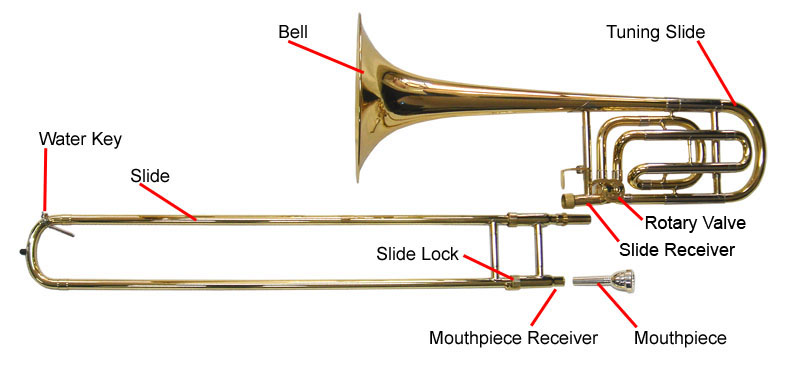 Bell
Tuning Slide
Water Key
Slide
Rotary Valve
Slide Receiver
Slide Lock
Mouthpiece Receiver
Mouthpiece